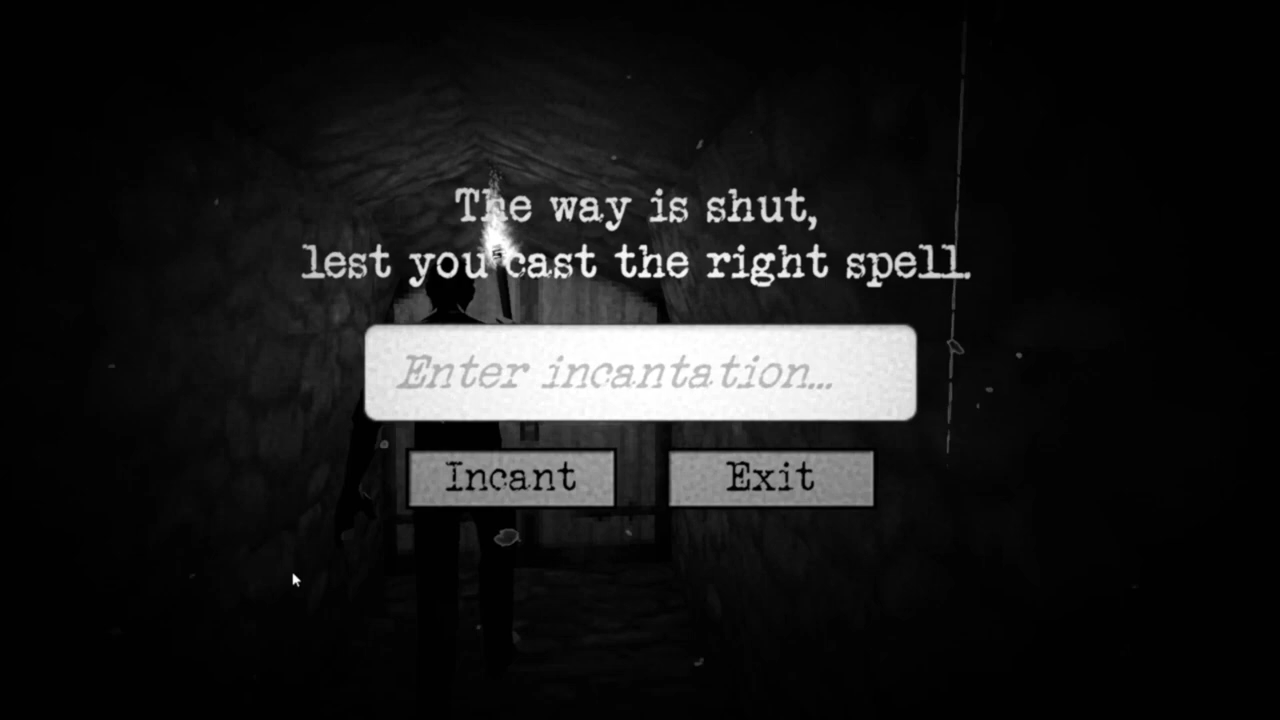 The way is shut,
lest you cast the right spell.
Enter incantation...
Incant
Exit